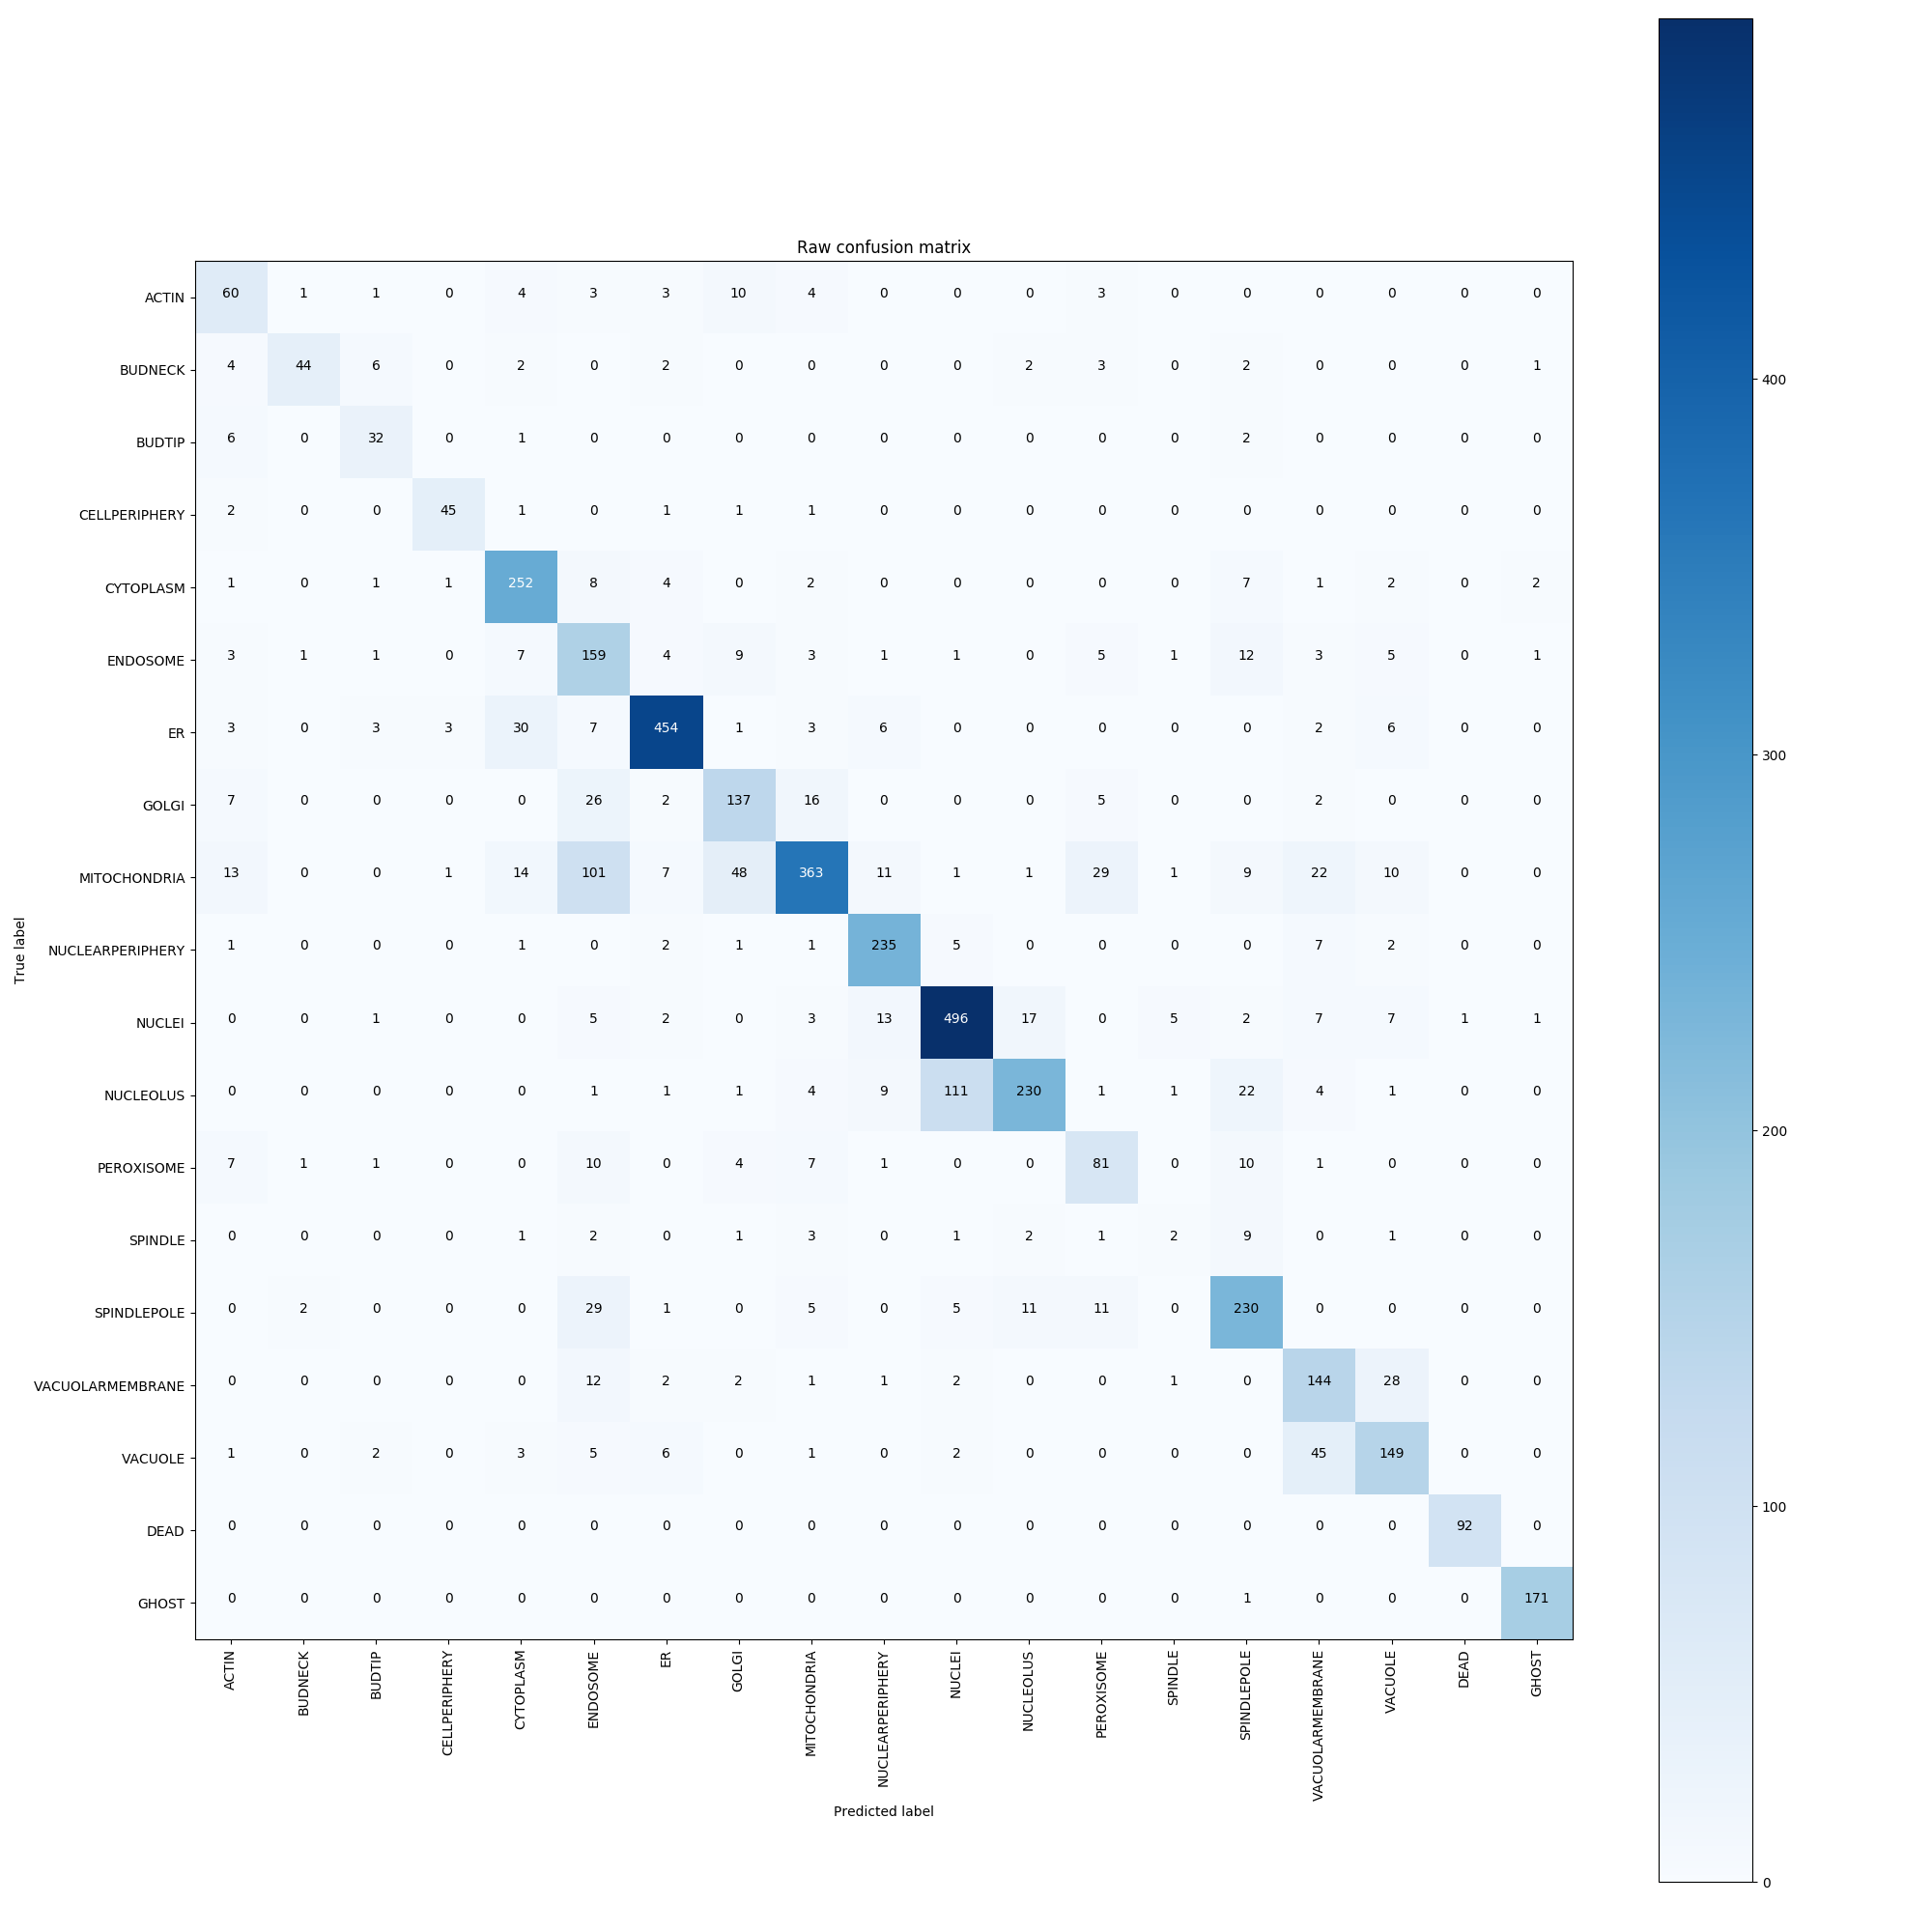 Raw confusion matrix
ACTIN 60 1 1 0 4 3 3 10 4 0 0 0 3 0 0 0 0 0 0
BUDNECK 4 44 6 0 2 0 2 0 0 0 0 2 3 0 2 0 0 0 1
BUDTIP 6 0 32 0 1 0 0 0 0 0 0 0 0 0 2 0 0 0 0
CELLPERIPHERY 2 0 0 45 1 0 1 1 1 0 0 0 0 0 0 0 0 0 0
CYTOPLASM 1 0 1 1 252 8 4 0 2 0 0 0 0 0 7 1 2 0 2
ENDOSOME 3 1 1 0 7 159 4 9 3 1 1 0 5 1 12 3 5 0 1
ER 3 0 3 3 30 7 454 1 3 6 0 0 0 0 0 2 6 0 0
GOLGI 7 0 0 0 0 26 2 137 16 0 0 0 5 0 0 2 0 0 0
MITOCHONDRIA 13 0 0 1 14 101 7 48 363 11 1 1 29 1 9 22 10 0 0
NUCLEARPERIPHERY 1 0 0 0 1 0 2 1 1 235 5 0 0 0 0 7 2 0 0
NUCLEI 0 0 1 0 0 5 2 0 3 13 496 17 0 5 2 7 7 1 1
NUCLEOLUS 0 0 0 0 0 1 1 1 4 9 111 230 1 1 22 4 1 0 0
PEROXISOME 7 1 1 0 0 10 0 4 7 1 0 0 81 0 10 1 0 0 0
SPINDLE 0 0 0 0 1 2 0 1 3 0 1 2 1 2 9 0 1 0 0
SPINDLEPOLE 0 2 0 0 0 29 1 0 5 0 5 11 11 0 230 0 0 0 0
VACUOLARMEMBRANE 0 0 0 0 0 12 2 2 1 1 2 0 0 1 0 144 28 0 0
VACUOLE 1 0 2 0 3 5 6 0 1 0 2 0 0 0 0 45 149 0 0
DEAD 0 0 0 0 0 0 0 0 0 0 0 0 0 0 0 0 0 92 0
GHOST 0 0 0 0 0 0 0 0 0 0 0 0 0 0 1 0 0 0 171
ACTIN BUDNECK BUDTIP CELLPERIPHERY CYTOPLASM ENDOSOME ER GOLGI MITOCHONDRIA NUCLEARPERIPHERY NUCLEI NUCLEOLUS PEROXISOME SPINDLE SPINDLEPOLE VACUOLARMEMBRANE VACUOLE DEAD GHOST
Predicted label
True label
400
300
200
100
0